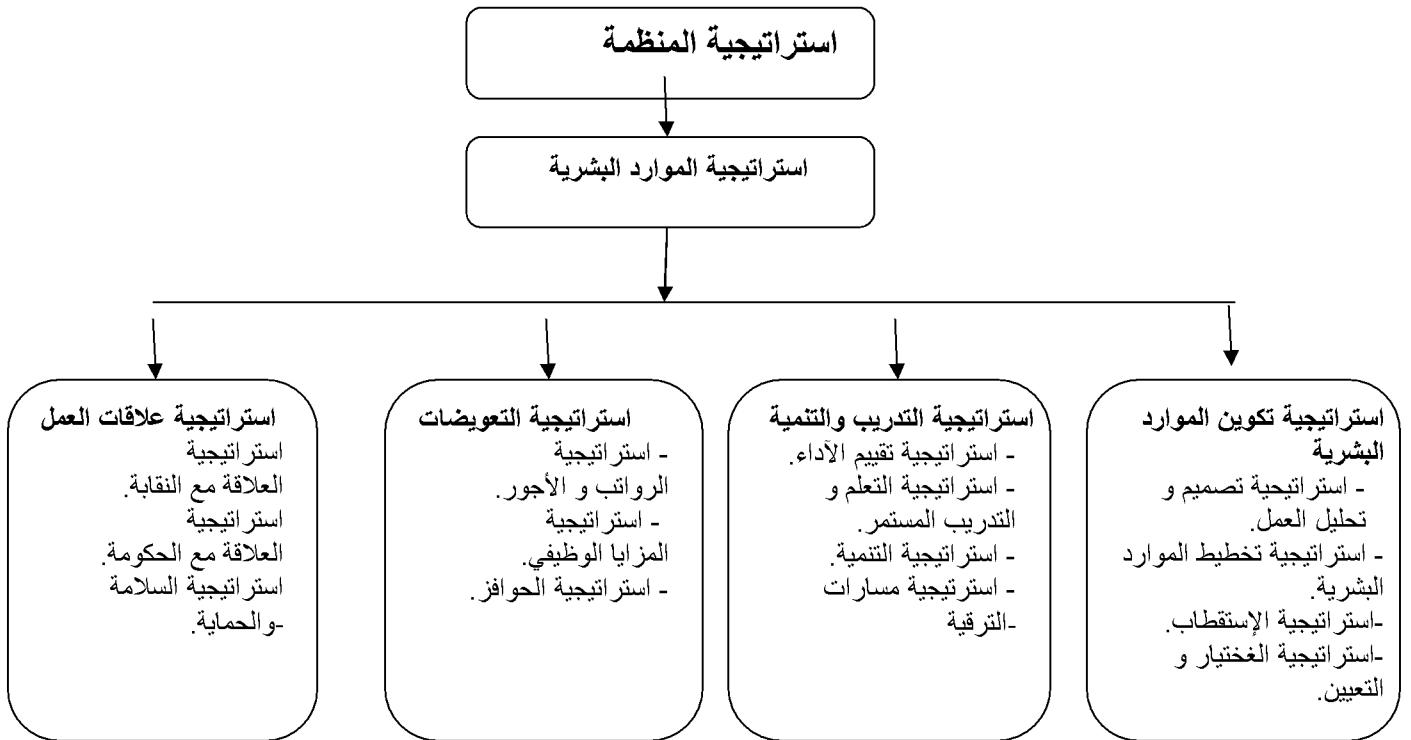 استراتيجية المنظمة
استراتيجية الموارد البشرية
استراتيجية تكوين الموارد
البشرية
- استراتيحية تصميم و
تحليل العمل.
- استراتيجية تخطيط الموارد
البشرية.
-استراتيجية الإستقطاب.
-استراتيجية الغختيار و
التعيين.
استراتيجية التدريب والتنمية
- استراتيجية تقييم الآداء.
- استراتيجية التعلم و
التدريب المستمر.
- استراتيجية التنمية.
- استرتيجية مسارات
-الترقية
استراتيجية التعويضات
- استراتيجية
الرواتب و الأجور.
- استراتيجية
المزايا الوظيفي.
- استراتيجية الحوافز.
استراتيجية علاقات العمل
استراتيجية
العلاقة مع النقابة.
استراتيجية
العلاقة مع الحكومة.
استراتيجية السلامة
-والحماية.